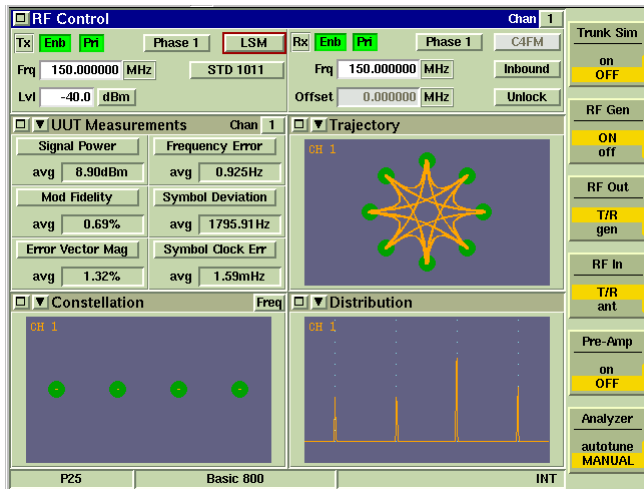 RF Control Chan 1
Tx Enb Pri Phase 1 LSM Rx Enb Pri Phase 1 C4FM
Frq 150.000000 MHz STD 1011 Frq 150.000000 MHz Inbound
Lvl -40.0 dBm Offset 0.000000 MHz Unlock
UUT Measurements Chan 1
Signal Power Frequency Error
avg 8.90dBm avg 0.925Hz
Mod Fidelity Symbol Deviation
avg 0.69% avg 1795.91Hz
Error Vector Mag Symbol Clock Err
avg 1.32% avg 1.59mHz
Trajectory
CH 1
Constellation Freq
CH 1
Distribution
CH 1
P25 Basic 800 INT
Trunk Sim
on
OFF
RF Gen
ON
off
RF Out
T/R
gen
RF In
T/R
ant
Pre-Amp
on
OFF
Analyzer
autotune
MANUAL